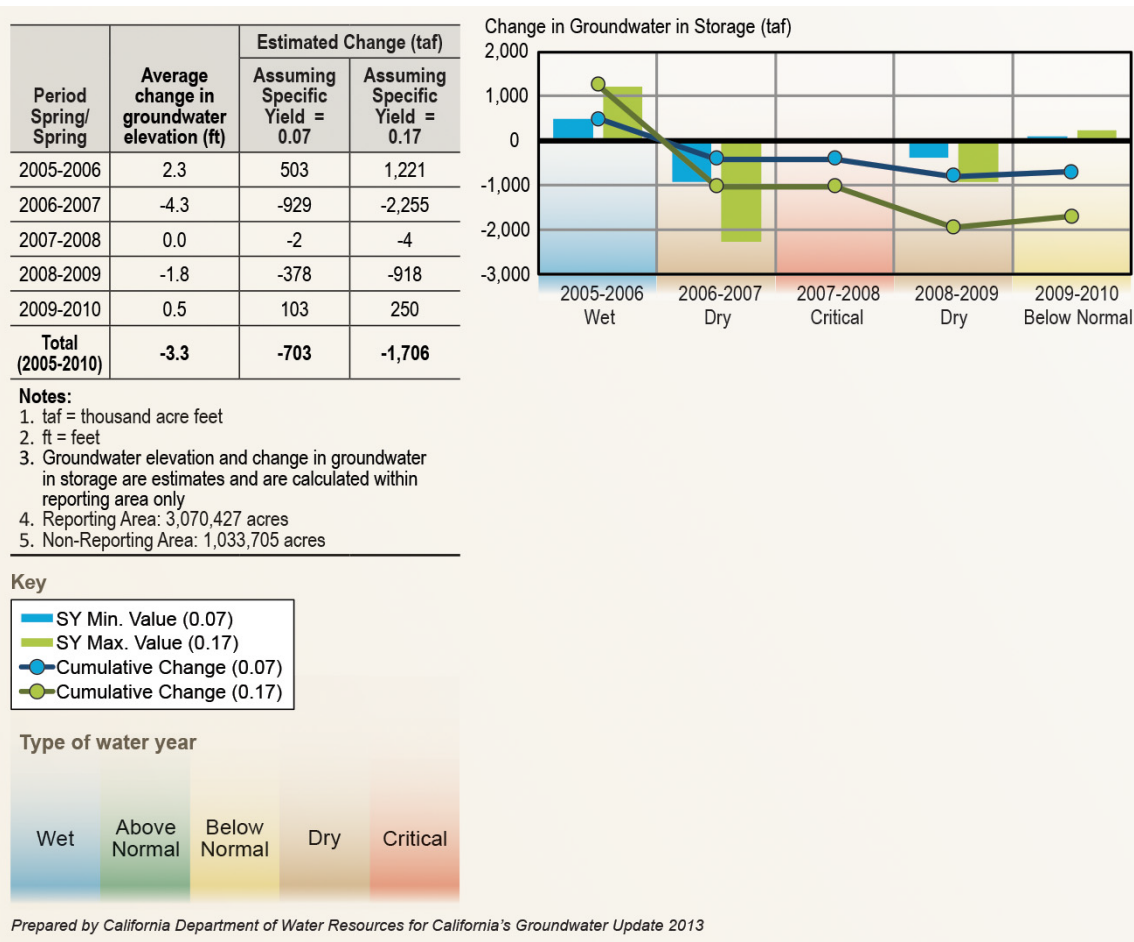 Estimated Change (taf)
Period Spring/ Spring
Average change in groundwater elevation (ft)
Assuming Specific Yield = 0.07
Assuming Specific Yield = 0.17
2005-2006 2.3 503 1,221
2006-2007 -4.3 -929 -2,255
2007-2008 0.0 -2 -4
2008-2009 -1.8 -378 -918
2009-2010 0.5 103 250
Total (2005-2010) -3.3 -703 -1,706
Notes:
1. taf = thousand acre feet
2. ft = feet
3. Groundwater elevation and change in groundwater
in storage are estimates and are calculated within
reporting area only
4. Reporting Area: 3,070,427 acres
5. Non-Reporting Area: 1,033,705 acres
Change in Groundwater in Storage (taf)
2,000
1,000
0
-1,000
-2,000
-3,000
2005-2006 2006-2007 2007-2008 2008-2009 2009-2010
Wet Dry Critical Dry Below Normal
Key
SY Min. Value (0.07)
SY Max. Value (0.17)
Cumulative Change (0.07)
Cumulative Change (0.17)
Type of water year
Wet
Above Normal
Below Normal
Dry
Critical
Prepared by California Department of Water Resources for California's Groundwater Update 2013